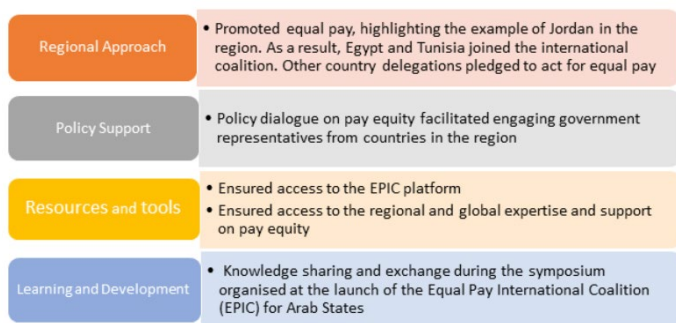 Regional Approach
• Promoted equal pay, highlighting the example of Jordan in the
region. As a result, Egypt and Tunisia joined the international
coalition. Other country delegations pledged to act for equal pay
Policy Support
• Policy dialogue on pay equity facilitated engaging government
representatives from countries in the region
Resources and tools
• Ensured access to the EPIC platform
• Ensured access to the regional and global expertise and support
on pay equity
Learning and Development
• Knowledge sharing and exchange during the symposium
organised at the launch of the Equal Pay International Coalition
(EPIC) for Arab States